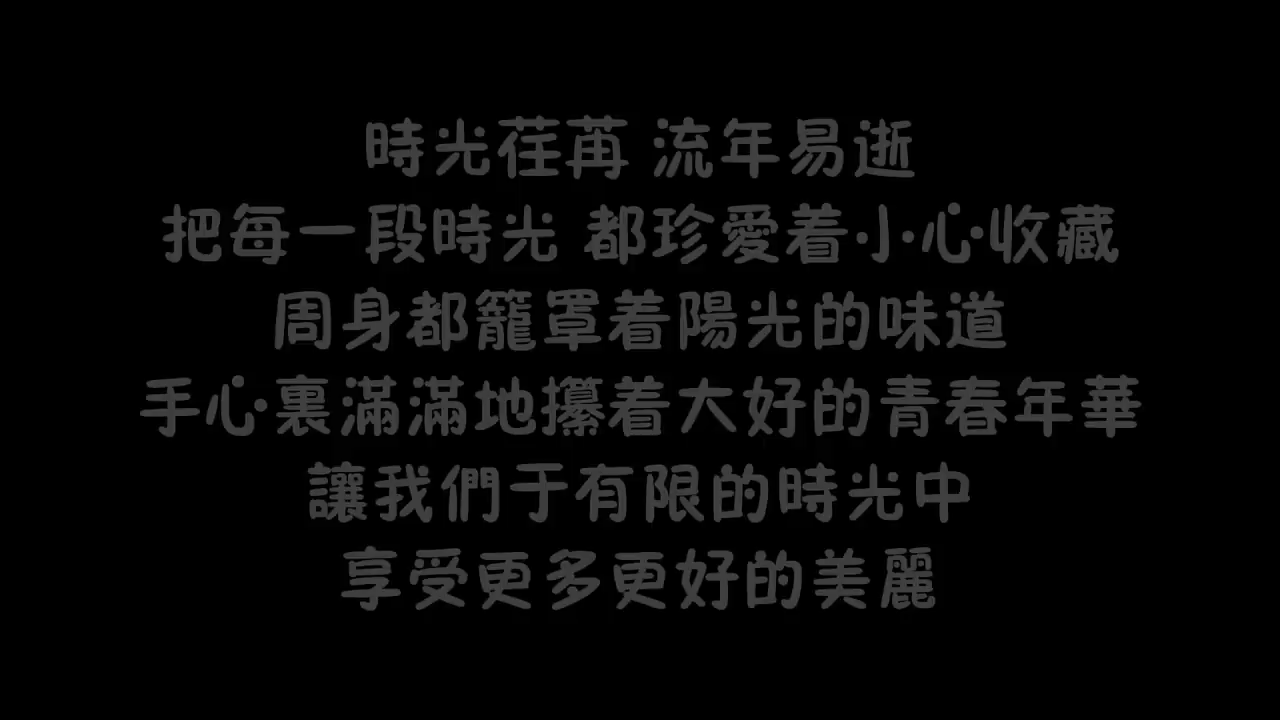 時光荏苒 流年易逝
把每一段時光 都珍愛着小心收藏
周身都籠罩着陽光的味道
手心裏滿滿地攥着大好的青春年華
讓我們于有限的時光中
享受更多更好的美麗